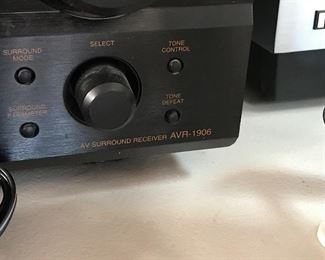 SURROUND
MODE
SELECT
TONE
CONTROL
SURROUND
PARAMETER
TONE
DEFEAT
AV SURROUND RECEIVER AVR-1906